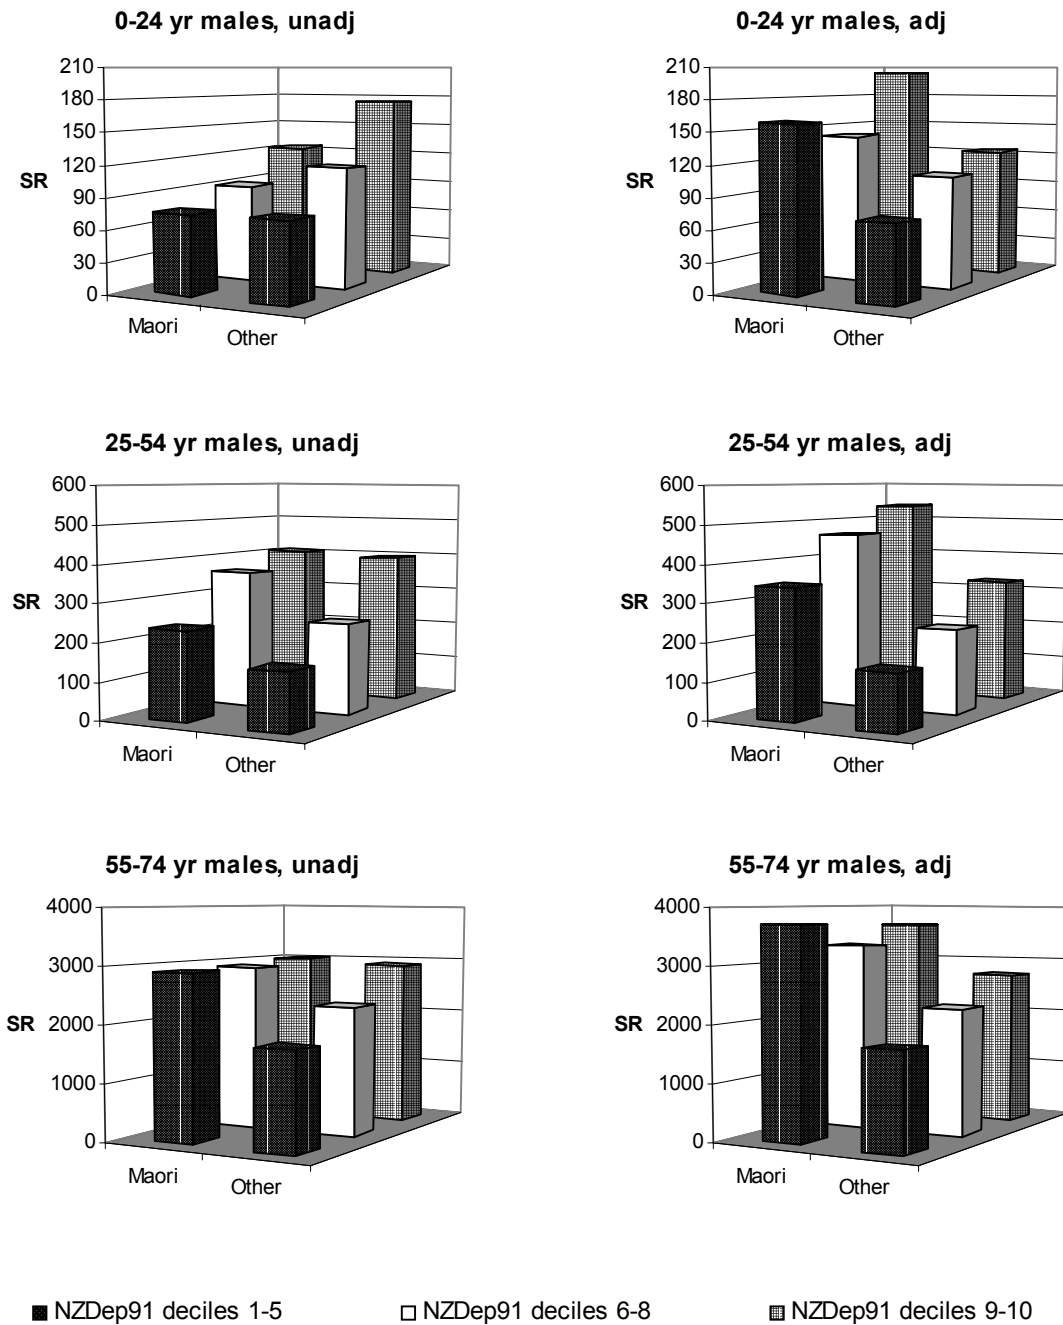 0-24 yr males, unadj
210
180
150
120
90
60
30
0
SR
Maori
Other
0-24 yr males, adj
210
180
150
120
90
60
30
0
SR
Maori
Other
25-54 yr males, unadj
600
500
400
300
200
100
0
SR
Maori
Other
25-54 yr males, adj
600
500
400
300
200
100
0
SR
Maori
Other
55-74 yr males, unadj
4000
3000
2000
1000
0
SR
Maori
Other
55-74 yr males, adj
4000
3000
2000
1000
0
SR
Maori
Other
NZDep91 deciles 1-5
NZDep91 deciles 6-8
NZDep91 deciles 9-10